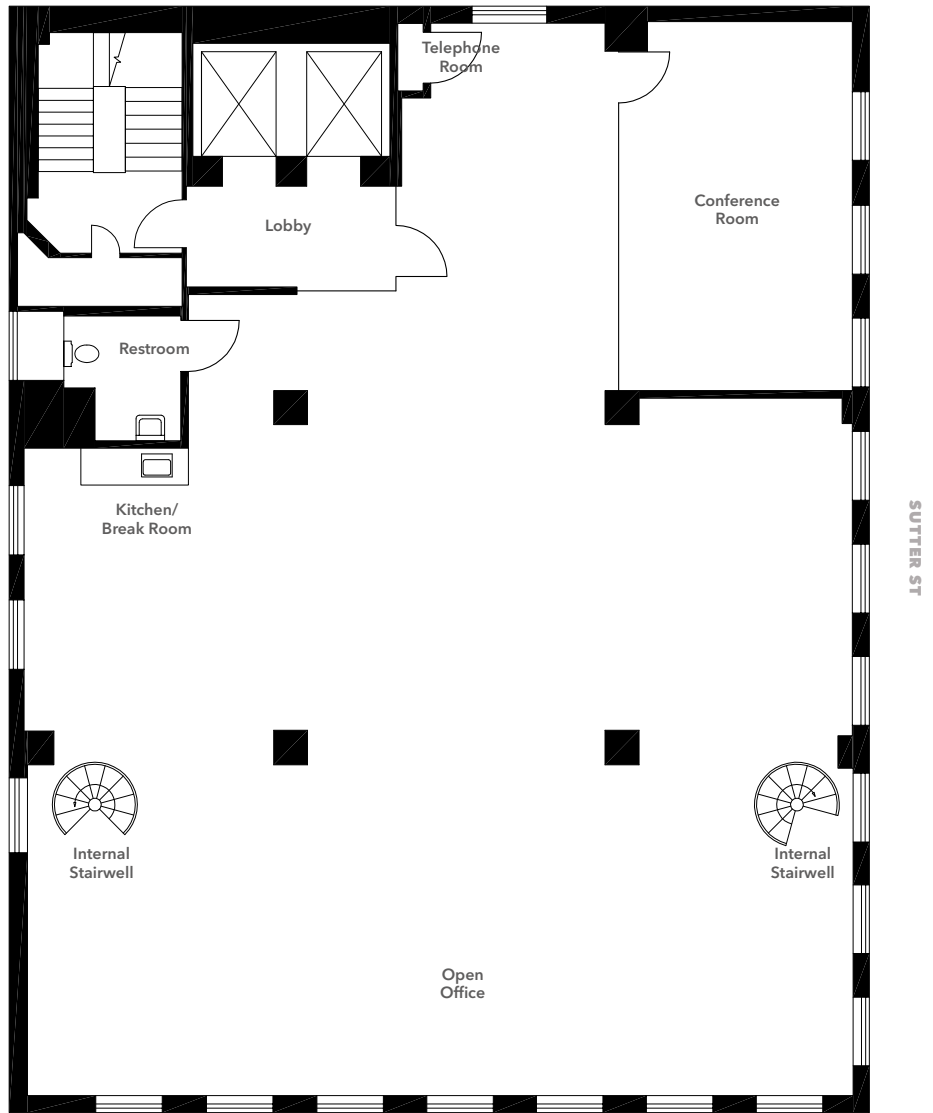 Telephone
Room
Conference
Room
Lobby
Restroom
Kitchen/
Break Room
SUTTER ST
Internal
Stairwell
Internal
Stairwell
Open
Office